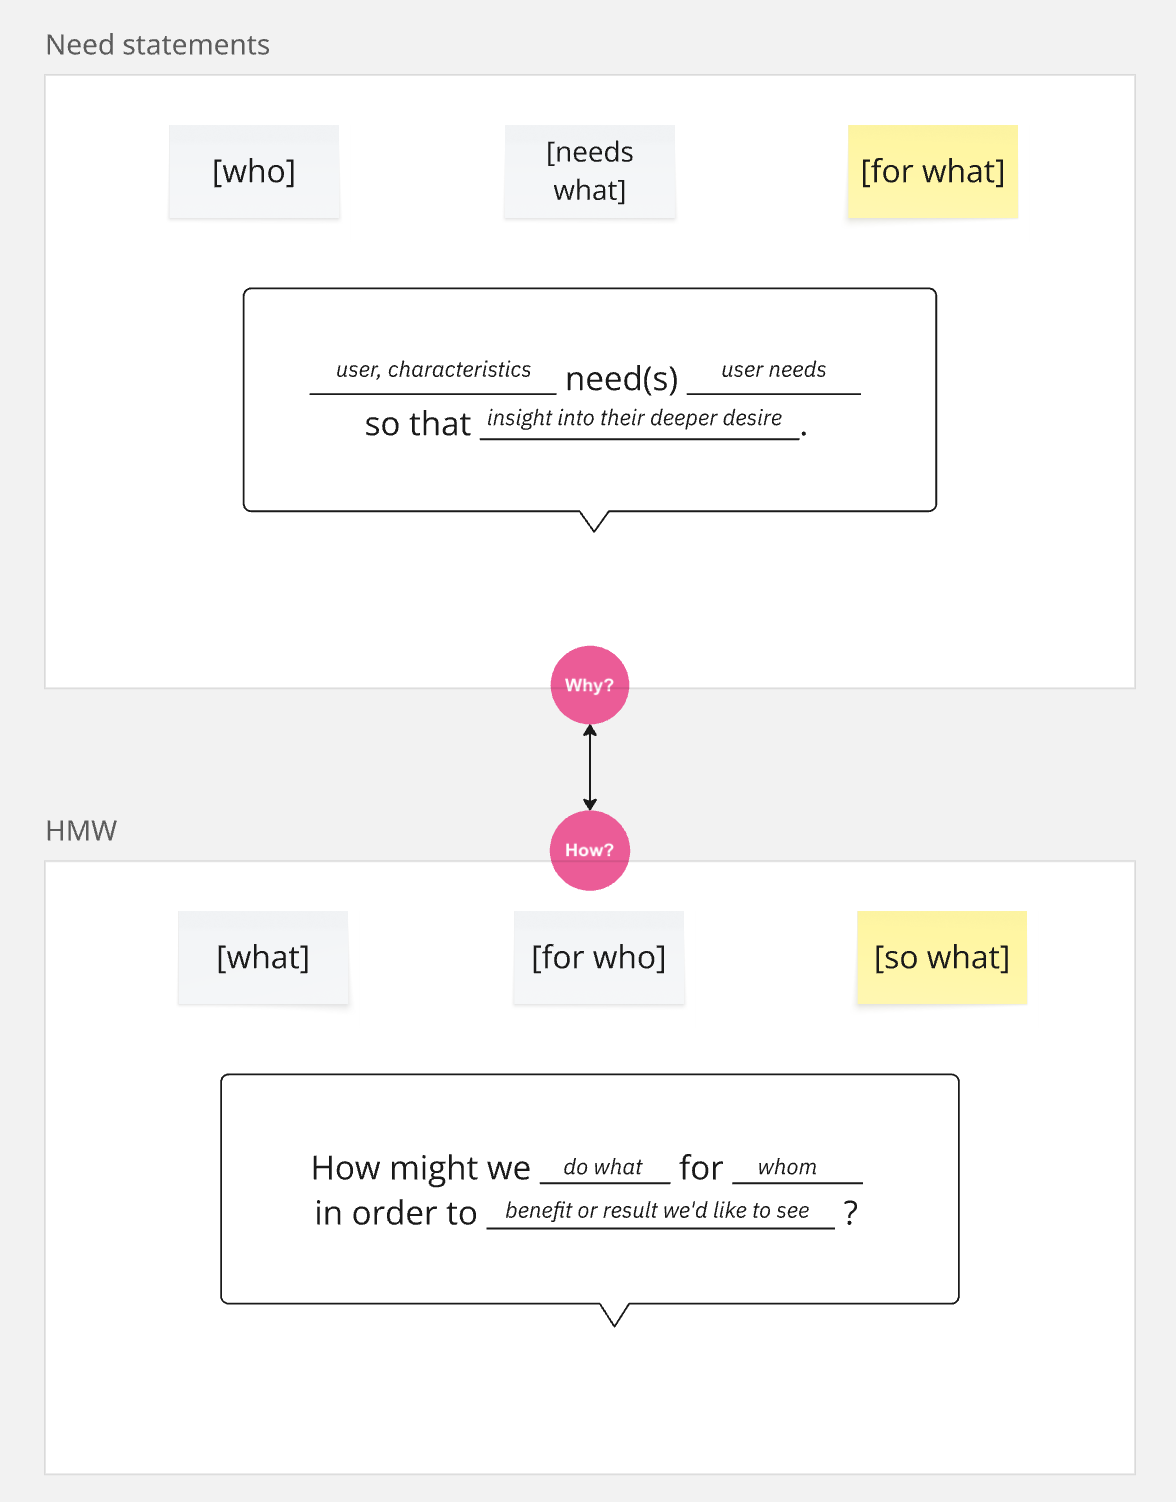 Need statements
[who]
[needs
what]
[for what]
user, characteristics need(s) user needs
so that insight into their deeper desire.
Why?
How?
HMW
[what]
[for who]
[so what]
How might we do what for whom
in order to benefit or result we'd like to see ?